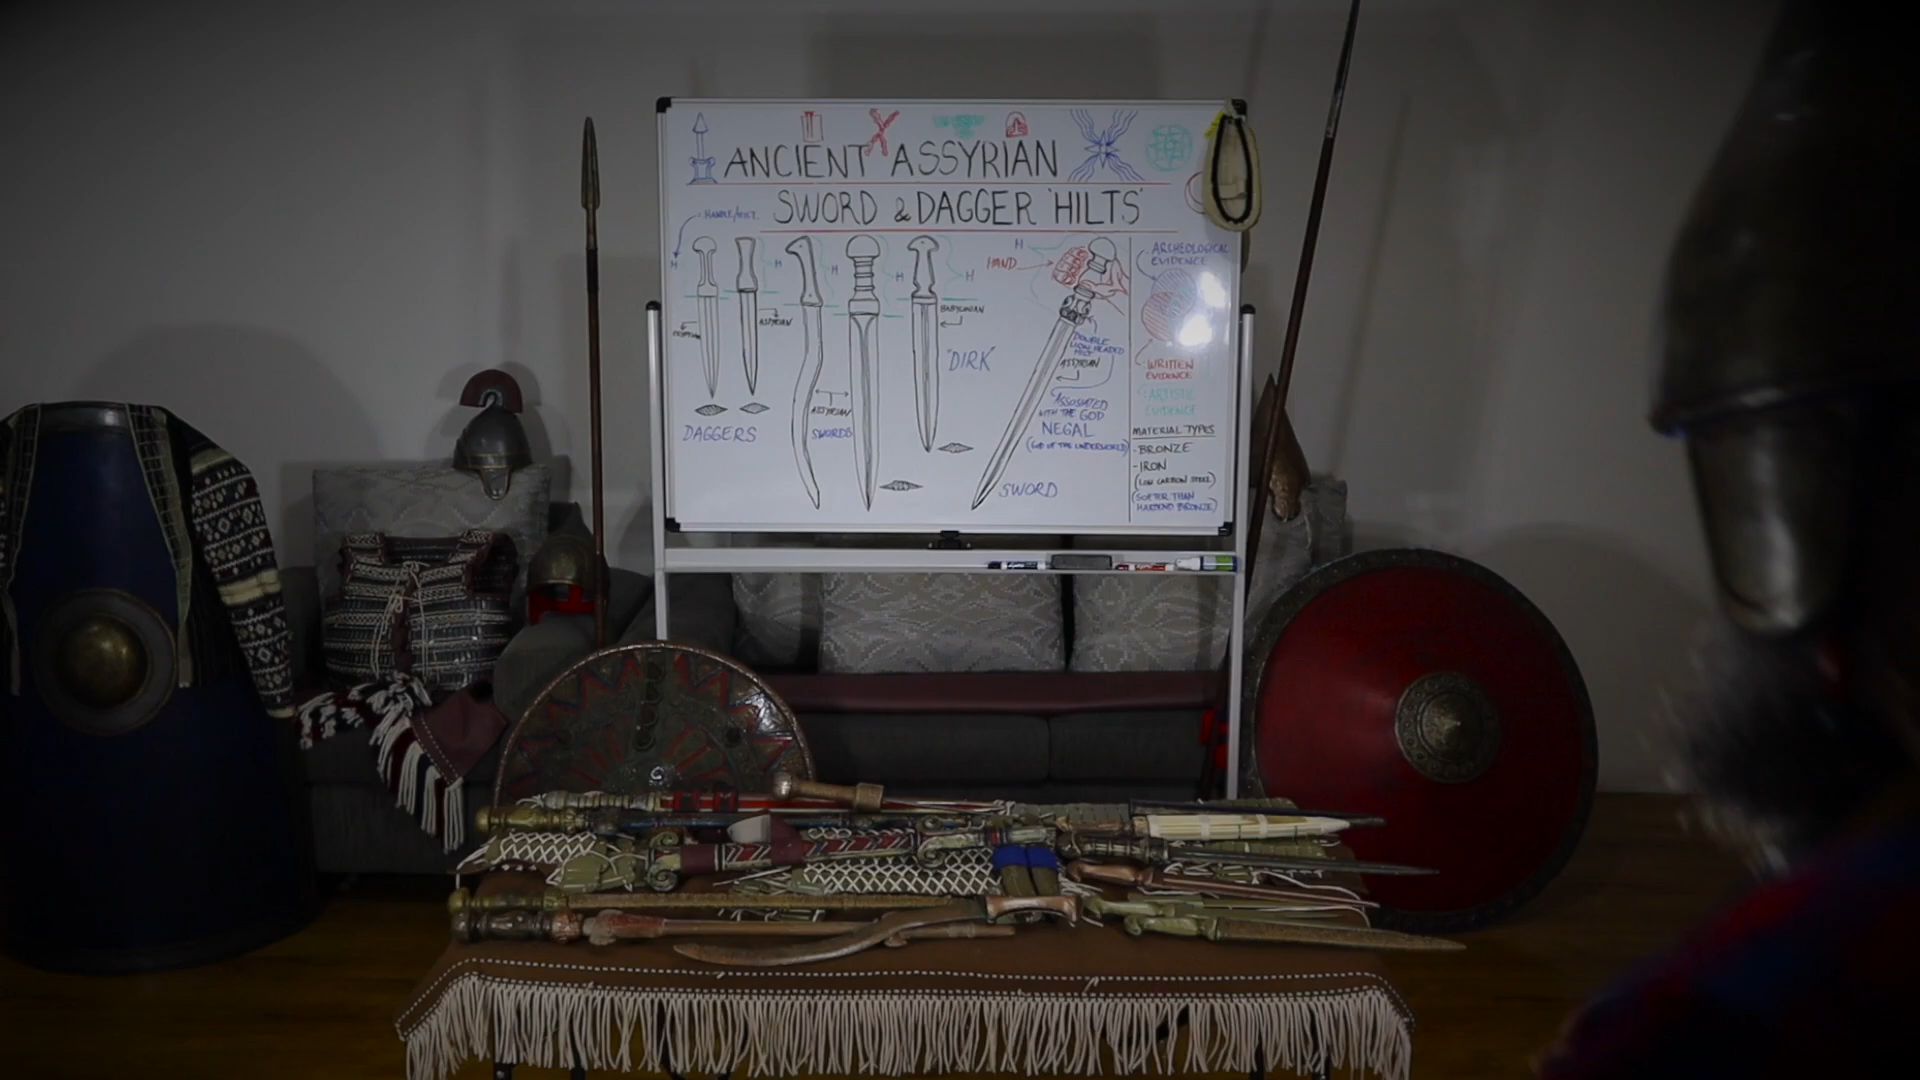 ANCIENT ASSYRIAN
SWORD & DAGGER 'HILTS'
HANDLE/HILT.
H
H
H
H
H
H
HAND
ASSYRIAN
BABYLONIAN
'DIRK'
ASSYRIAN
DAGGERS
SWORDS
DOUBLE
LION HEADED
HILT
ASSYRIAN
ASSOSIATED
WITH THE GOD
NEGAL
(GOD OF THE UNDERWORLD)
SWORD
ARCHEOLOGICAL
EVIDENCE
WRITTEN
EVIDENCE
ARTISTIC
EVIDENCE
MATERIAL TYPES
-BRONZE
-IRON
(LOW CARBON STEEL)
(SOFTER THAN
HARDEND BRONZE)